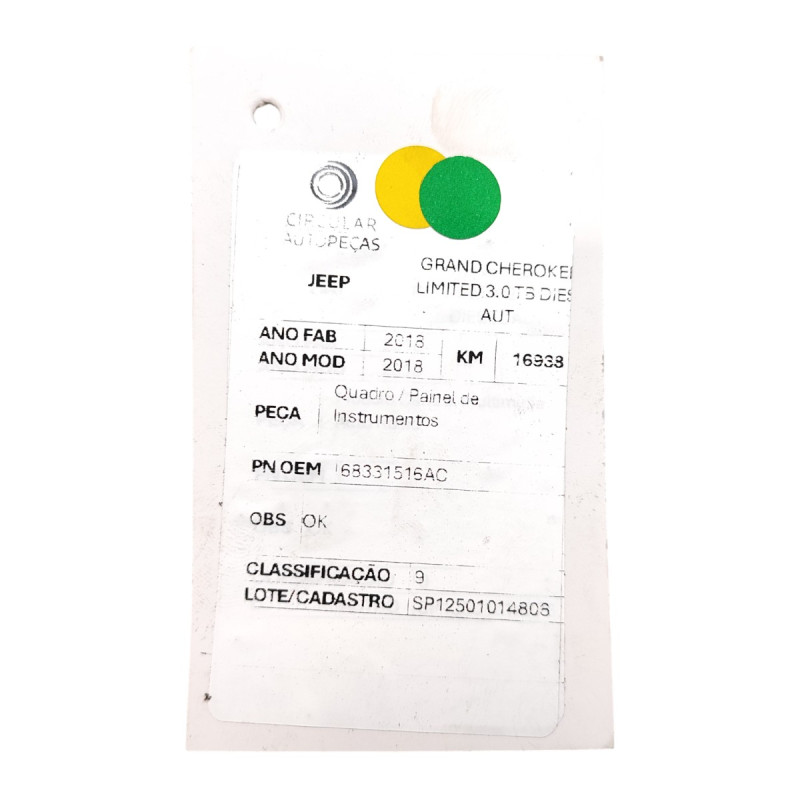 CIRCULAR
AUTOPEÇAS
JEEP
GRAND CHEROKEE
LIMITED 3.0 TB DIES
AUT
ANO FAB 2018
ANO MOD 2018
KM 16938
PEÇA Quadro / Painel de
Instrumentos
PN OEM 68331516AC
OBS OK
CLASSIFICAÇÃO 9
LOTE/CADASTRO SP12501014806